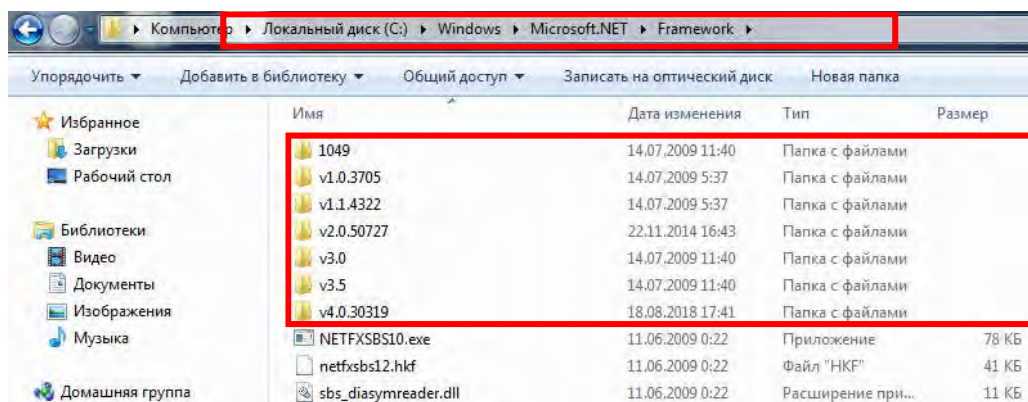 Компьютер Локальный диск (C:) Windows Microsoft.NET Framework
Упорядочить Добавить в библиотеку Общий доступ Записать на оптический диск Новая папка
Имя Дата изменения Тип Размер
Избранное
Загрузки
Рабочий стол
Библиотеки
Видео
Документы
Изображения
Музыка
Домашняя группа
1049 14.07.2009 11:40 Папка с файлами
v1.0.3705 14.07.2009 5:37 Папка с файлами
v1.1.4322 14.07.2009 5:37 Папка с файлами
v2.0.50727 22.11.2014 16:43 Папка с файлами
v3.0 14.07.2009 11:40 Папка с файлами
v3.5 14.07.2009 11:40 Папка с файлами
v4.0.30319 18.08.2018 17:41 Папка с файлами
NETFXSBS10.exe 11.06.2009 0:22 Приложение 78 КБ
netfxsbs12.hkf 11.06.2009 0:22 Файл "HKF" 41 КБ
sbs_diasymreader.dll 11.06.2009 0:22 Расширение при... 11 КБ